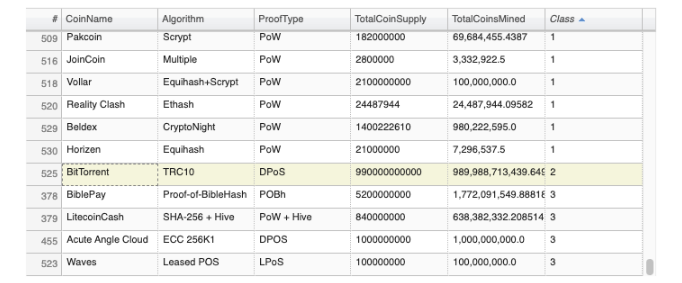 # CoinName Algorithm ProofType TotalCoinSupply TotalCoinsMined Class
509 Pakcoin Scrypt PoW 182000000 69,684,455.4387 1
516 JoinCoin Multiple PoW 2800000 3,332,922.5 1
518 Vollar Equihash+Scrypt PoW 2100000000 100,000,000.0 1
520 Reality Clash Ethash PoW 24487944 24,487,944.09582 1
529 Beldex CryptoNight PoW 1400222610 980,222,595.0 1
530 Horizen Equihash PoW 21000000 7,296,537.5 1
525 BitTorrent TRC10 DPoS 990000000000 989,988,713,439.649 2
378 BiblePay Proof-of-BibleHash POBh 5200000000 1,772,091,549.88818 3
379 LitecoinCash SHA-256 + Hive PoW + Hive 840000000 638,382,332.208514 3
455 Acute Angle Cloud ECC 256K1 DPOS 1000000000 1,000,000,000.0 3
523 Waves Leased POS LPoS 100000000 100,000,000.0 3